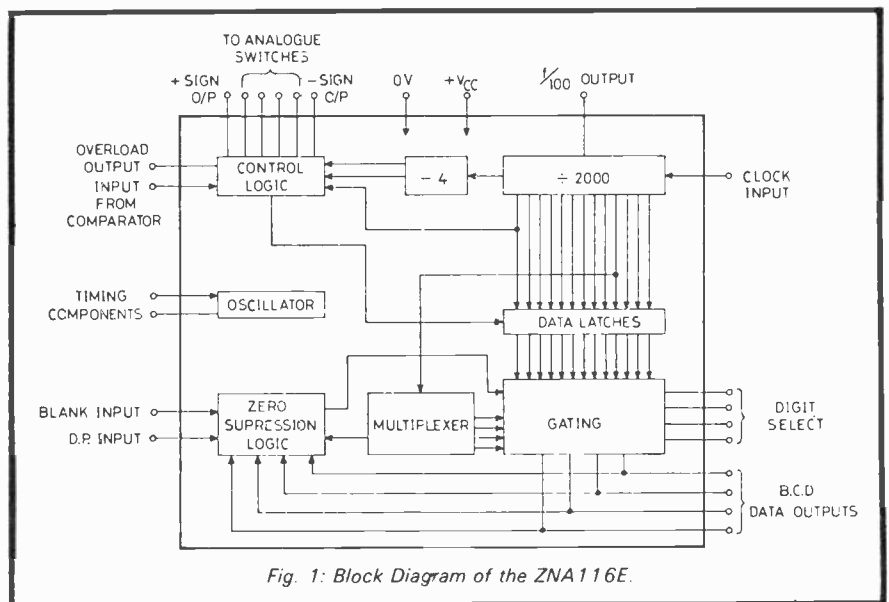 TO ANALOGUE
SWITCHES
+ SIGN
O/P
– SIGN
C/P
0V
+VCC
1/100 OUTPUT
OVERLOAD
OUTPUT
INPUT
FROM
COMPARATOR
CONTROL
LOGIC
– 4
÷ 2000
CLOCK
INPUT
TIMING
COMPONENTS
OSCILLATOR
DATA LATCHES
BLANK INPUT
D.P. INPUT
ZERO
SUPRESSION
LOGIC
MULTIPLEXER
GATING
DIGIT
SELECT
B.C.D
DATA OUTPUTS
Fig. 1: Block Diagram of the ZNA116E.